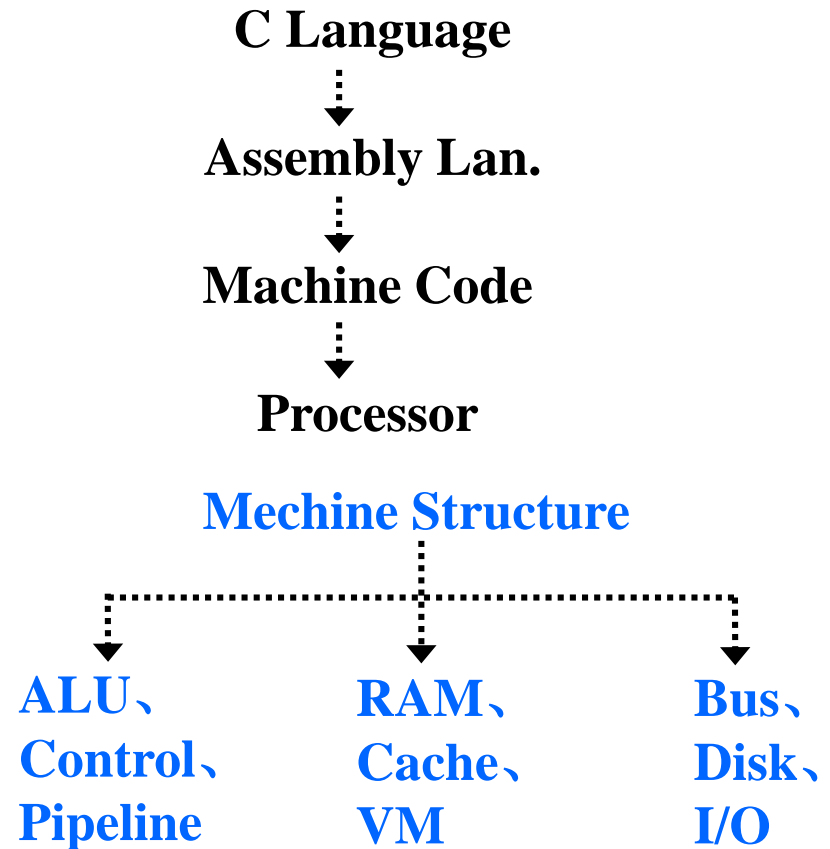 C Language
Assembly Lan.
Machine Code
Processor
Mechine Structure
ALU、
Control、
Pipeline
RAM、
Cache、
VM
Bus、
Disk、
I/O